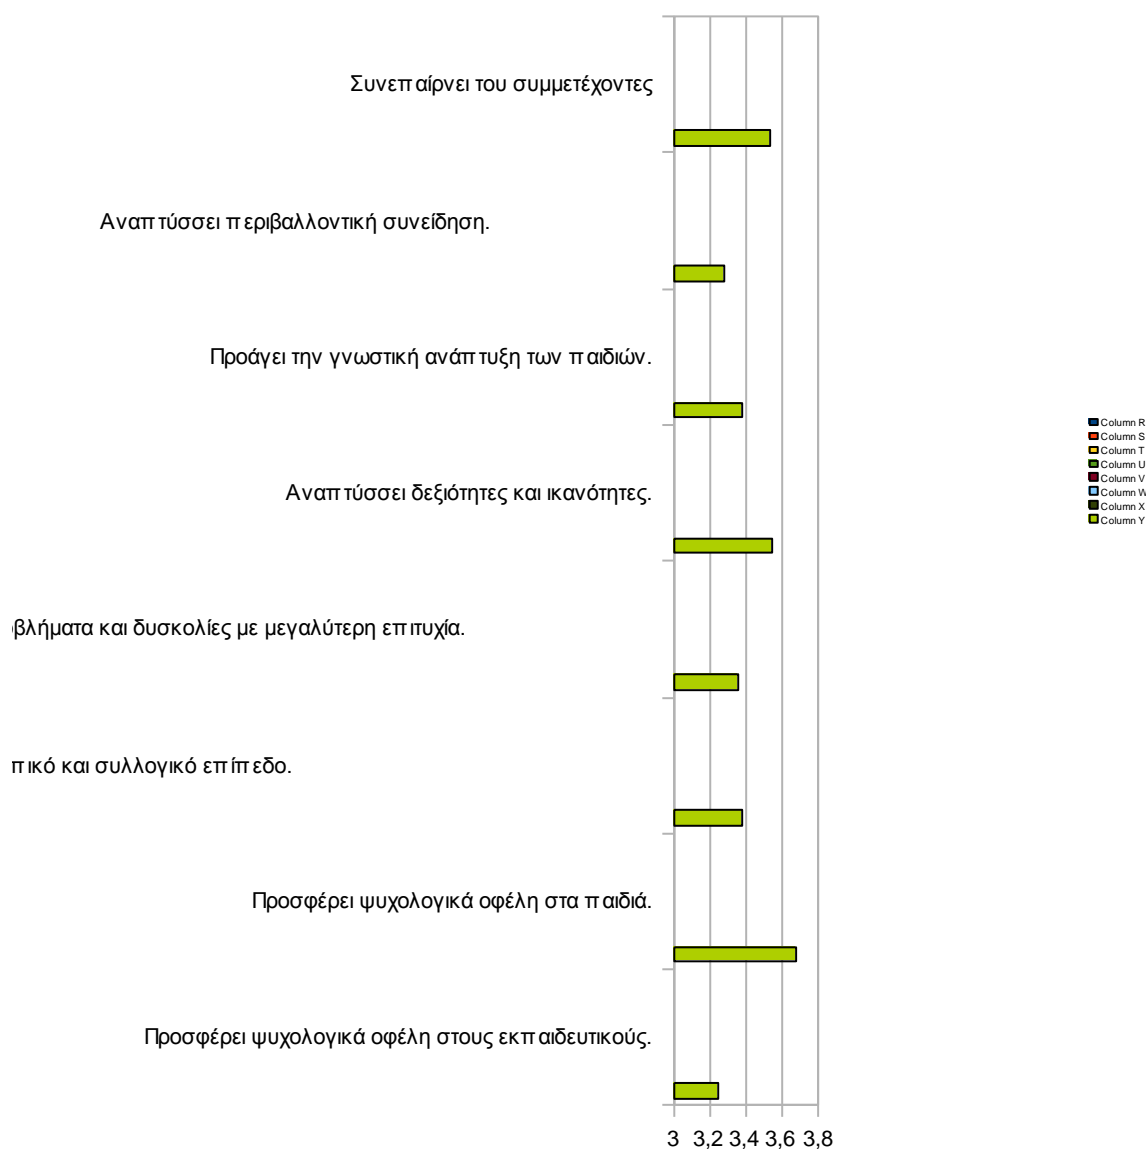 Συνεπαίρνει του συμμετέχοντες
Αναπτύσσει περιβαλλοντική συνείδηση.
Προάγει την γνωστική ανάπτυξη των παιδιών.
Αναπτύσσει δεξιότητες και ικανότητες.
βλήματα και δυσκολίες με μεγαλύτερη επιτυχία.
πικό και συλλογικό επίπεδο.
Προσφέρει ψυχολογικά οφέλη στα παιδιά.
Προσφέρει ψυχολογικά οφέλη στους εκπαιδευτικούς.
3 3,2 3,4 3,6 3,8
Column R
Column S
Column T
Column U
Column V
Column W
Column X
Column Y